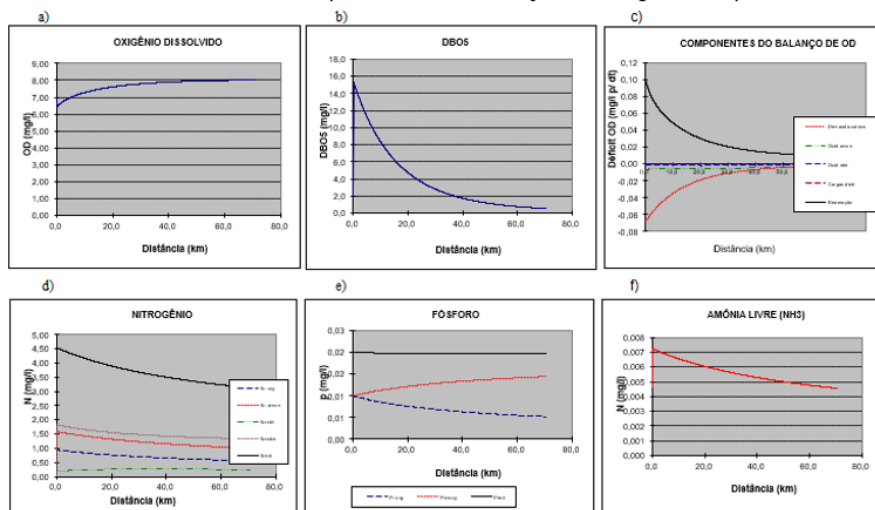 a)
b)
c)
OXIGÊNIO DISSOLVIDO
9,00
8,00
7,00
6,00
5,00
4,00
3,00
2,00
1,00
0,00
OD (mg/l)
0,0 20,0 40,0 60,0 80,0
Distância (km)
DBO5
18,0
16,0
14,0
12,0
10,0
8,0
6,0
4,0
2,0
0,0
DBO5 (mg/l)
0,0 20,0 40,0 60,0 80,0
Distância (km)
COMPONENTES DO BALANÇO DE OD
0,12
0,10
0,08
0,06
0,04
0,02
0,00
-0,02
-0,04
-0,06
-0,08
Déficit OD (mg/l p/ dt)
Distância (km)
d)
e)
f)
NITROGÊNIO
5,00
4,50
4,00
3,50
3,00
2,50
2,00
1,50
1,00
0,50
0,00
N (mg/l)
0,0 20,0 40,0 60,0 80,0
Distância (km)
FÓSFORO
0,03
0,03
0,02
0,02
0,01
0,01
0,00
P (mg/l)
0,0 20,0 40,0 60,0 80,0
Distância (km)
AMÔNIA LIVRE (NH3)
0,008
0,007
0,006
0,005
0,004
0,003
0,002
0,001
0,000
N (mg/l)
0,0 20,0 40,0 60,0 80,0
Distância (km)